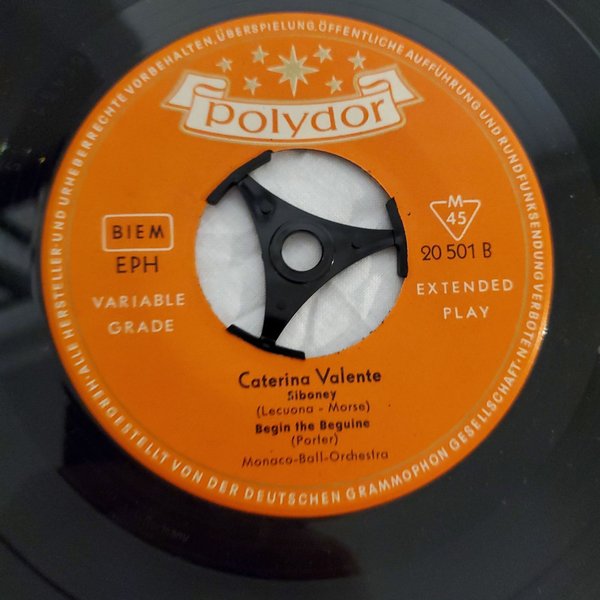 ALLE HERSTELLER-UND URHEBERRECHTE VORBEHALTEN, ÜBERSPIELUNG, ÖFFENTLICHE AUFFÜHRUNG UND RUNDFUNKSENDUNG VERBOTEN.
polydor
BIEM
EPH
VARIABLE
GRADE
M
45
20 501 B
EXTENDED
PLAY
Caterina Valente
Siboney
(Lecuona - Morse)
Begin the Beguine
(Porter)
Monaco-Ball-Orchestra
HERGESTELLT VON DER DEUTSCHEN GRAMMOPHON GESELLSCHAFT